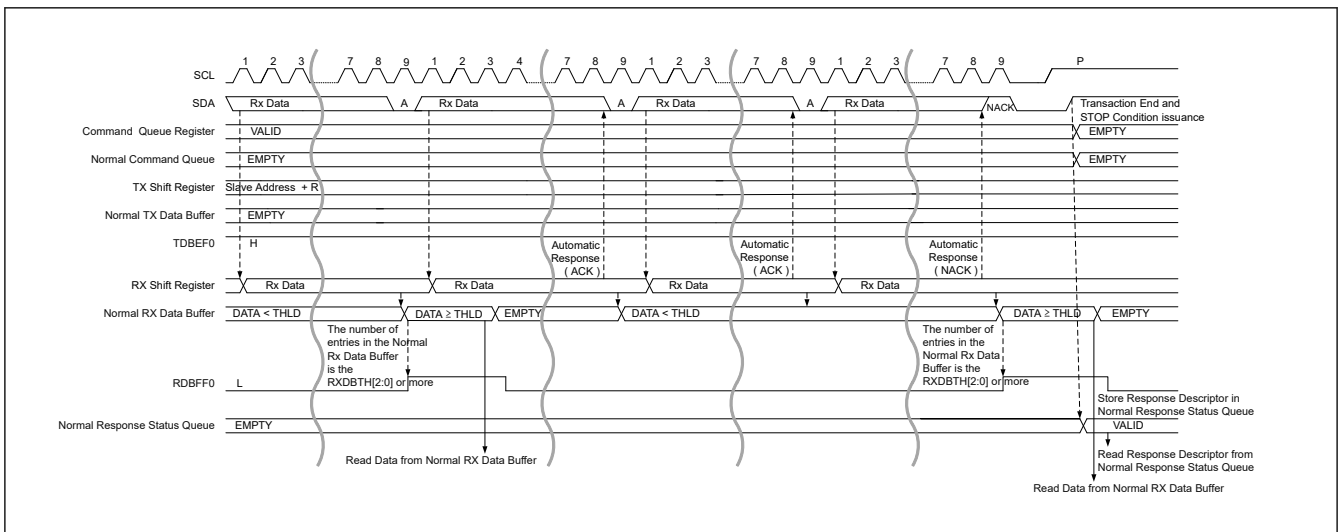 1 2 3 7 8 9 1 2 3 4 7 8 9 1 2 3 7 8 9 1 2 3 7 8 9 P
SCL
SDA Rx Data A Rx Data A Rx Data A Rx Data NACK Transaction End and
STOP Condition issuance
Command Queue Register VALID EMPTY
Normal Command Queue EMPTY EMPTY
TX Shift Register Slave Address + R
Normal TX Data Buffer EMPTY
TDBEF0 H
Automatic
Response
( ACK )
Automatic
Response
( ACK )
Automatic
Response
( NACK )
RX Shift Register Rx Data Rx Data Rx Data Rx Data
Normal RX Data Buffer DATA < THLD DATA ≥ THLD EMPTY DATA < THLD DATA ≥ THLD EMPTY
The number of
entries in the Normal
Rx Data Buffer
is the
RXDBTH[2:0] or more
The number of
entries in the
Normal Rx Data
Buffer is the
RXDBTH[2:0] or more
RDBFF0 L
Store Response Descriptor in
Normal Response Status Queue
Normal Response Status Queue EMPTY VALID
Read Data from Normal RX Data Buffer
Read Response Descriptor from
Normal Response Status Queue
Read Data from Normal RX Data Buffer